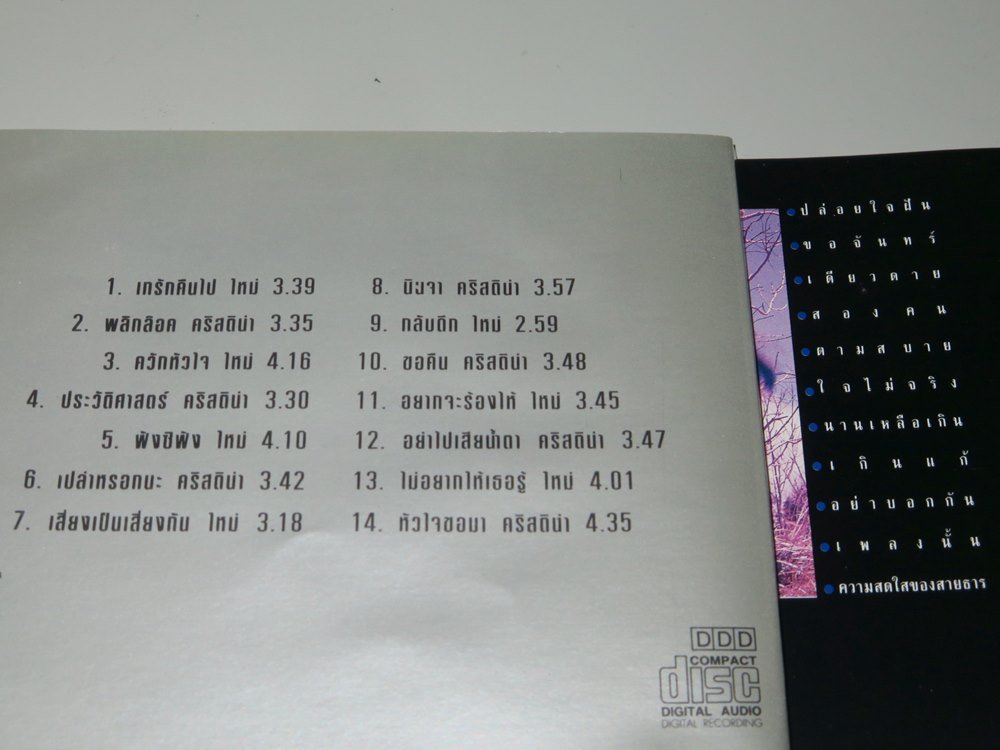 1. เทรักคืนไป ใหม่ 3.39
2. พลิกล็อค คริสติน่า 3.35
3. ควักหัวใจ ใหม่ 4.16
4. ประวัติศาสตร์ คริสติน่า 3.30
5. ฟังซิฟัง ใหม่ 4.10
6. เปล่าหรอกนะ คริสติน่า 3.42
7. เสียงเป็นเสียงกัน ใหม่ 3.18
8. นินจา คริสติน่า 3.57
9. กลับดึก ใหม่ 2.59
10. ขอคืน คริสติน่า 3.48
11. อยากจะร้องไห้ ใหม่ 3.45
12. อย่าไปเสียน้ำตา คริสติน่า 3.47
13. ไม่อยากให้เธอรู้ ใหม่ 4.01
14. หัวใจขอมา คริสติน่า 4.35
DDD
COMPACT
disc
DIGITAL AUDIO
DIGITAL RECORDING
ปล่อยใจฝัน
ขอจันทร์
เดียวดาย
สองคน
ตามสบาย
ใจไม่จริง
นานเหลือเกิน
เกินแก้
อย่าบอกกัน
เพลงนั้น
ความสดใสของสายธาร